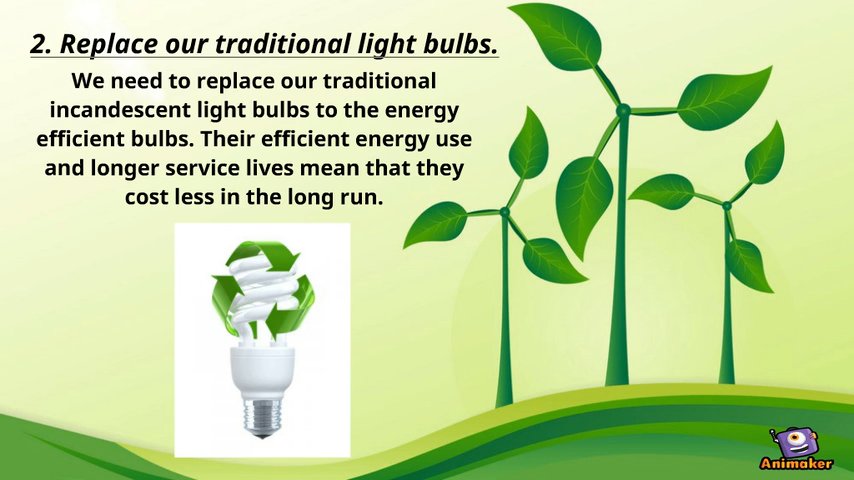 2. Replace our traditional light bulbs.
We need to replace our traditional
incandescent light bulbs to the energy
efficient bulbs. Their efficient energy use
and longer service lives mean that they
cost less in the long run.
Animaker